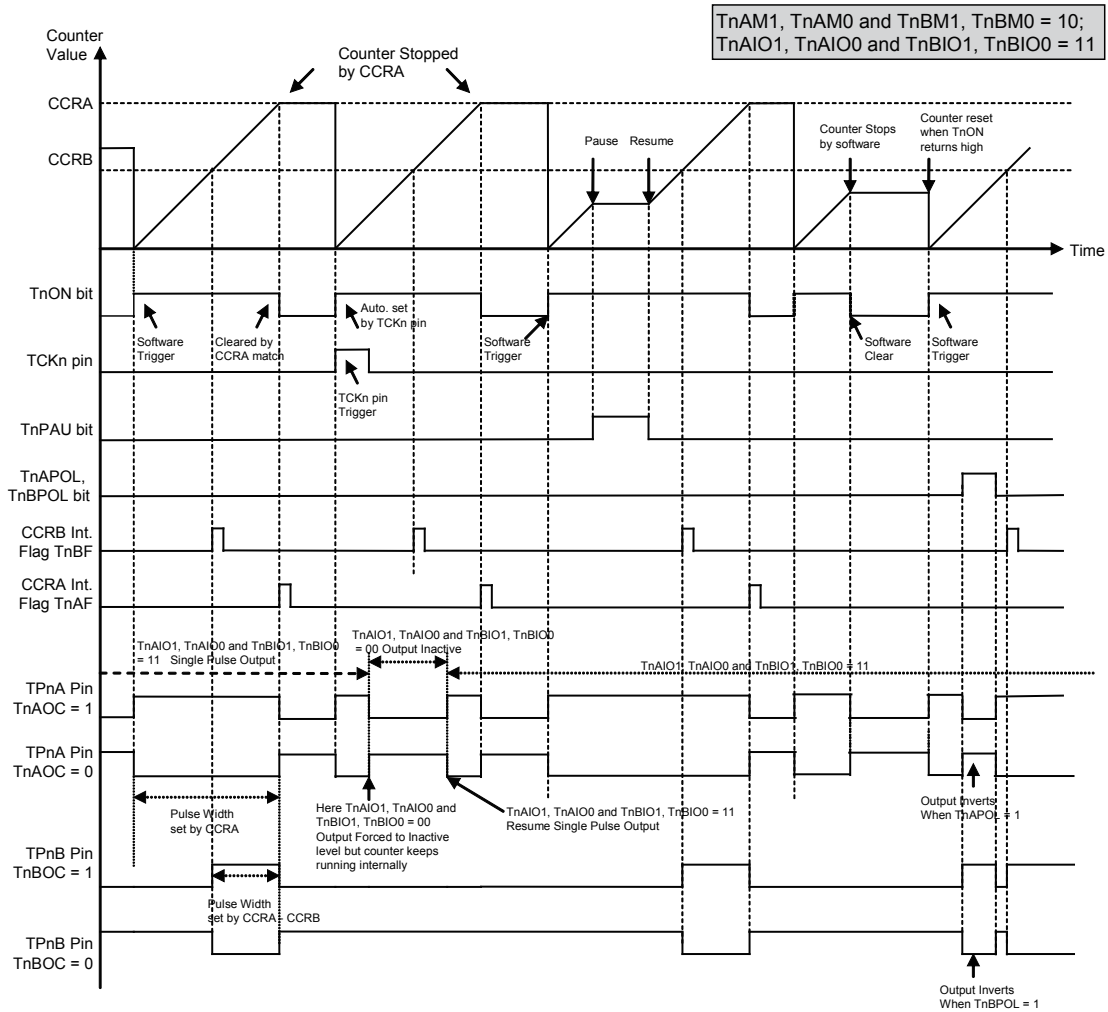 TnAM1, TnAM0 and TnBM1, TnBM0 = 10;
TnAIO1, TnAIO0 and TnBIO1, TnBIO0 = 11
Counter
Value
Counter Stopped
by CCRA
CCRA
CCRB
Pause
Resume
Counter Stops
by software
Counter reset
when TnON
returns high
Time
TnON bit
Software
Trigger
Cleared by
CCRA match
Auto. set
by TCKn pin
Software
Trigger
Software
Clear
Software
Trigger
TCKn pin
TCKn pin
Trigger
TnPAU bit
TnAPOL,
TnBPOL bit
CCRB Int.
Flag TnBF
CCRA Int.
Flag TnAF
TnAIO1, TnAIO0 and TnBIO1, TnBIO0
= 11 Single Pulse Output
TnAIO1, TnAIO0 and TnBIO1, TnBIO0
= 00 Output Inactive
TnAIO1, TnAIO0 and TnBIO1, TnBIO0 = 11
TPnA Pin
TnAOC = 1
TPnA Pin
TnAOC = 0
Pulse Width
set by CCRA
Here TnAIO1, TnAIO0 and
TnBIO1, TnBIO0 = 00
Output Forced to Inactive
level but counter keeps
running internally
TnAIO1, TnAIO0 and TnBIO1, TnBIO0 = 11
Resume Single Pulse Output
Output Inverts
When TnAPOL = 1
TPnB Pin
TnBOC = 1
Pulse Width
set by CCRA - CCRB
TPnB Pin
TnBOC = 0
Output Inverts
When TnBPOL = 1